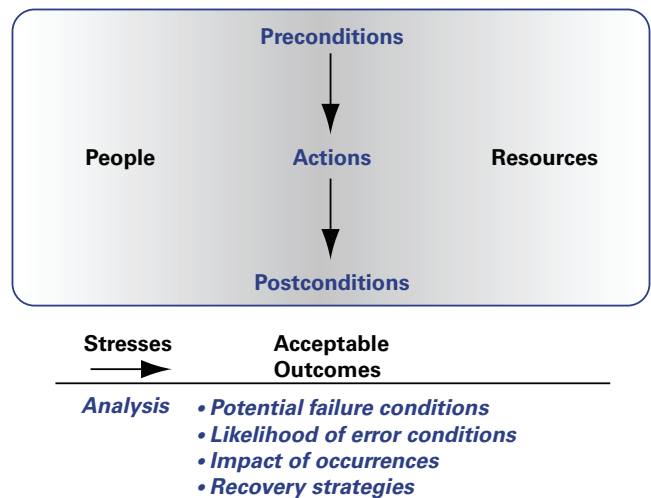 Preconditions
People Actions Resources
Postconditions
Stresses Acceptable
Outcomes
Analysis • Potential failure conditions
• Likelihood of error conditions
• Impact of occurrences
• Recovery strategies